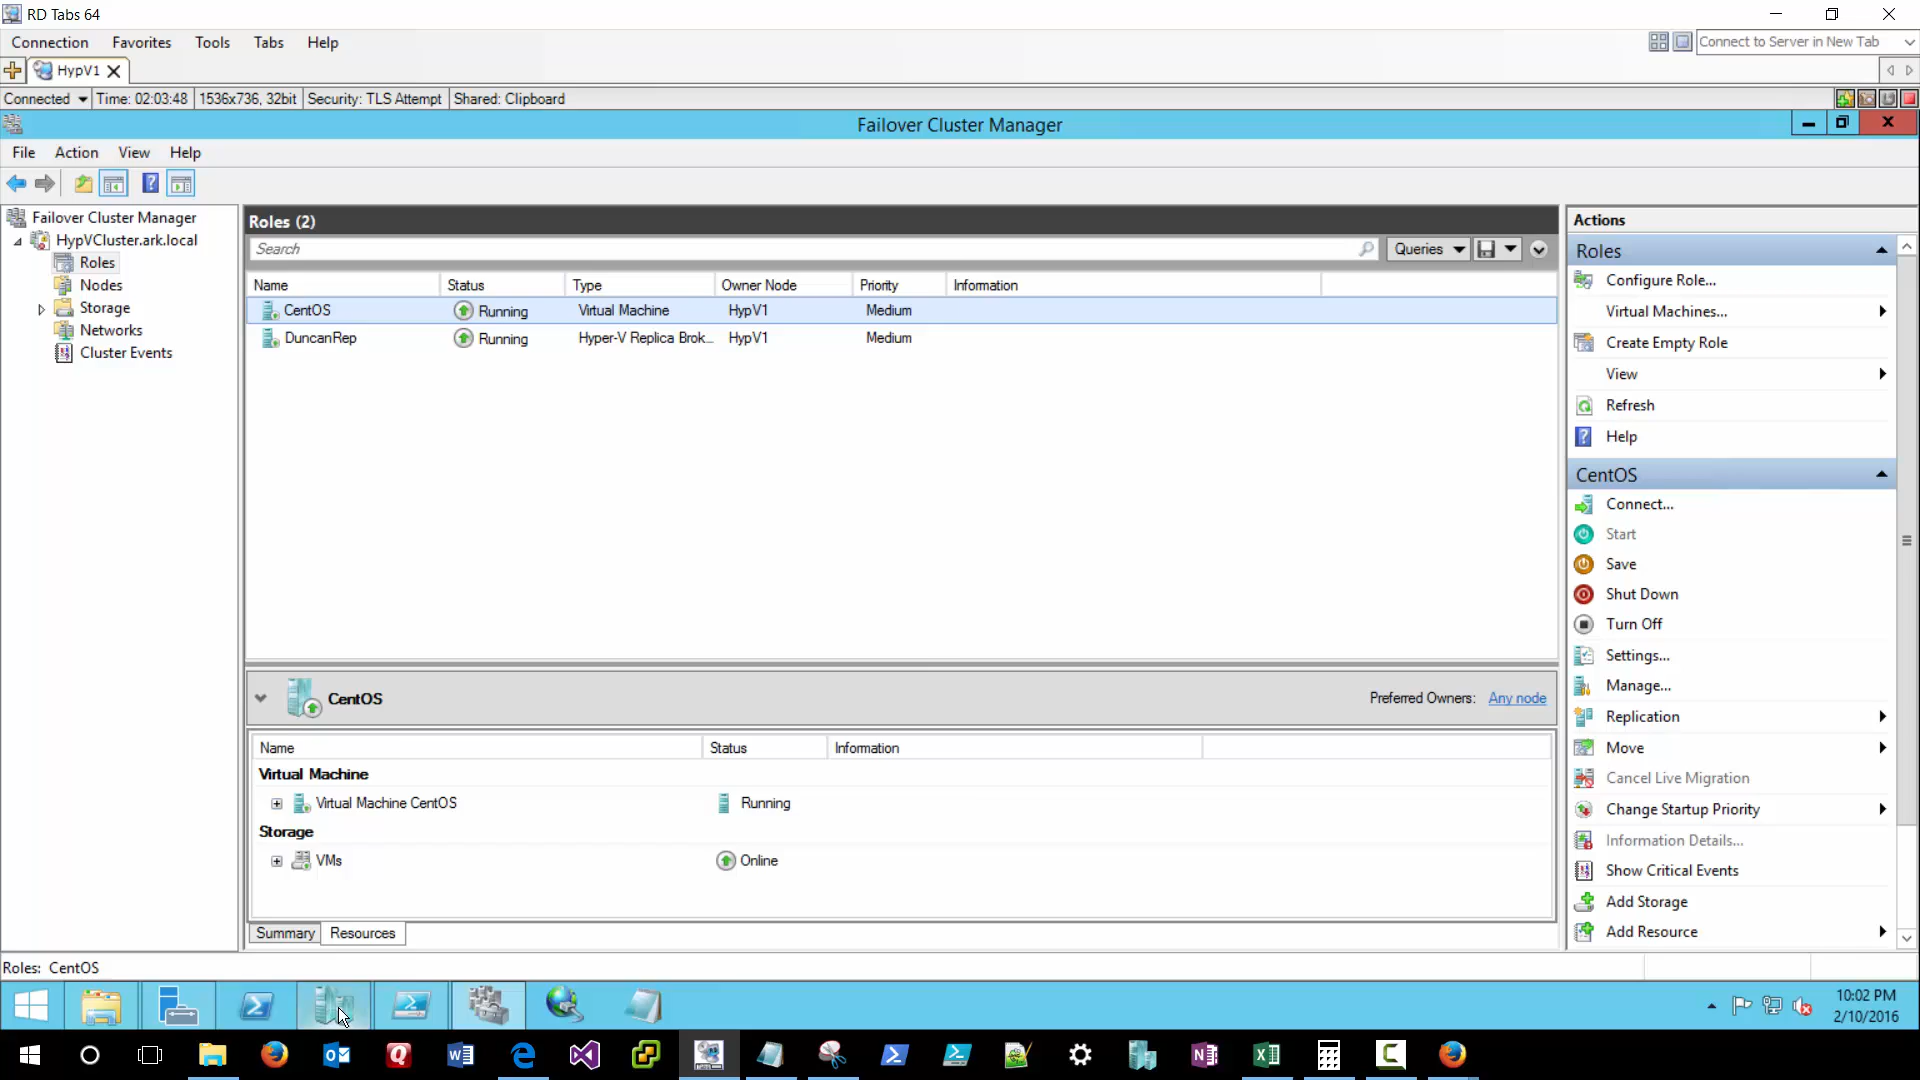 RD Tabs 64
Connection Favorites Tools Tabs Help
Connect to Server in New Tab
HypV1
Connected Time: 02:03:48 1536x736, 32bit Security: TLS Attempt Shared: Clipboard
Failover Cluster Manager
File Action View Help
Failover Cluster Manager
HypVCluster.ark.local
Roles
Nodes
Storage
Networks
Cluster Events
Roles (2)
Search
Queries
Name Status Type Owner Node Priority Information
CentOS Running Virtual Machine HypV1 Medium
DuncanRep Running Hyper-V Replica Brok... HypV1 Medium
CentOS
Preferred Owners: Any node
Name Status Information
Virtual Machine
Virtual Machine CentOS Running
Storage
VMs Online
Summary Resources
Actions
Roles
Configure Role...
Virtual Machines...
Create Empty Role
View
Refresh
Help
CentOS
Connect...
Start
Save
Shut Down
Turn Off
Settings...
Manage...
Replication
Move
Cancel Live Migration
Change Startup Priority
Information Details...
Show Critical Events
Add Storage
Add Resource
Roles: CentOS
10:02 PM
2/10/2016